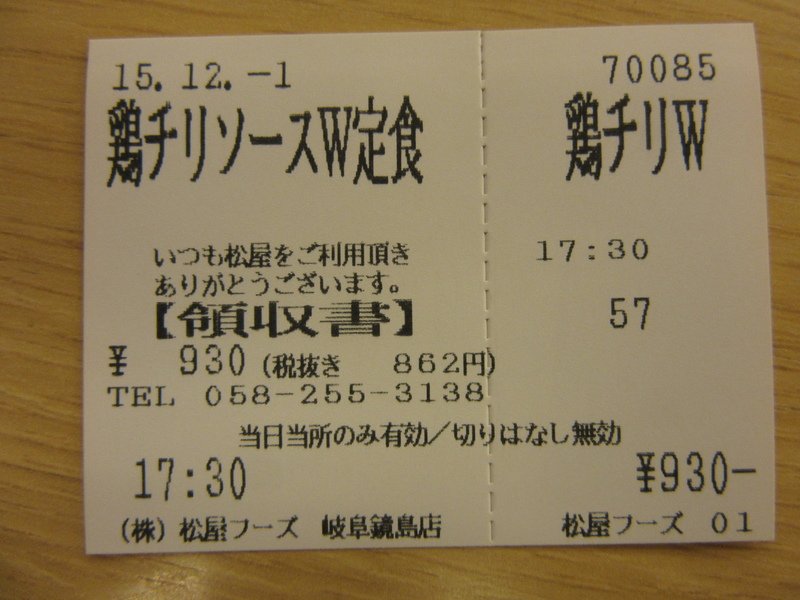 15.12.-1 70085
鶏チリソースW定食 鶏チリW
いつも松屋をご利用頂き 17:30
ありがとうございます。
【領収書】 57
¥ 930 (税抜き 862円)
TEL 058-255-3138
当日当所のみ有効/切りはなし無効
17:30 ¥930-
(株) 松屋フーズ 岐阜鏡島店 松屋フーズ 01